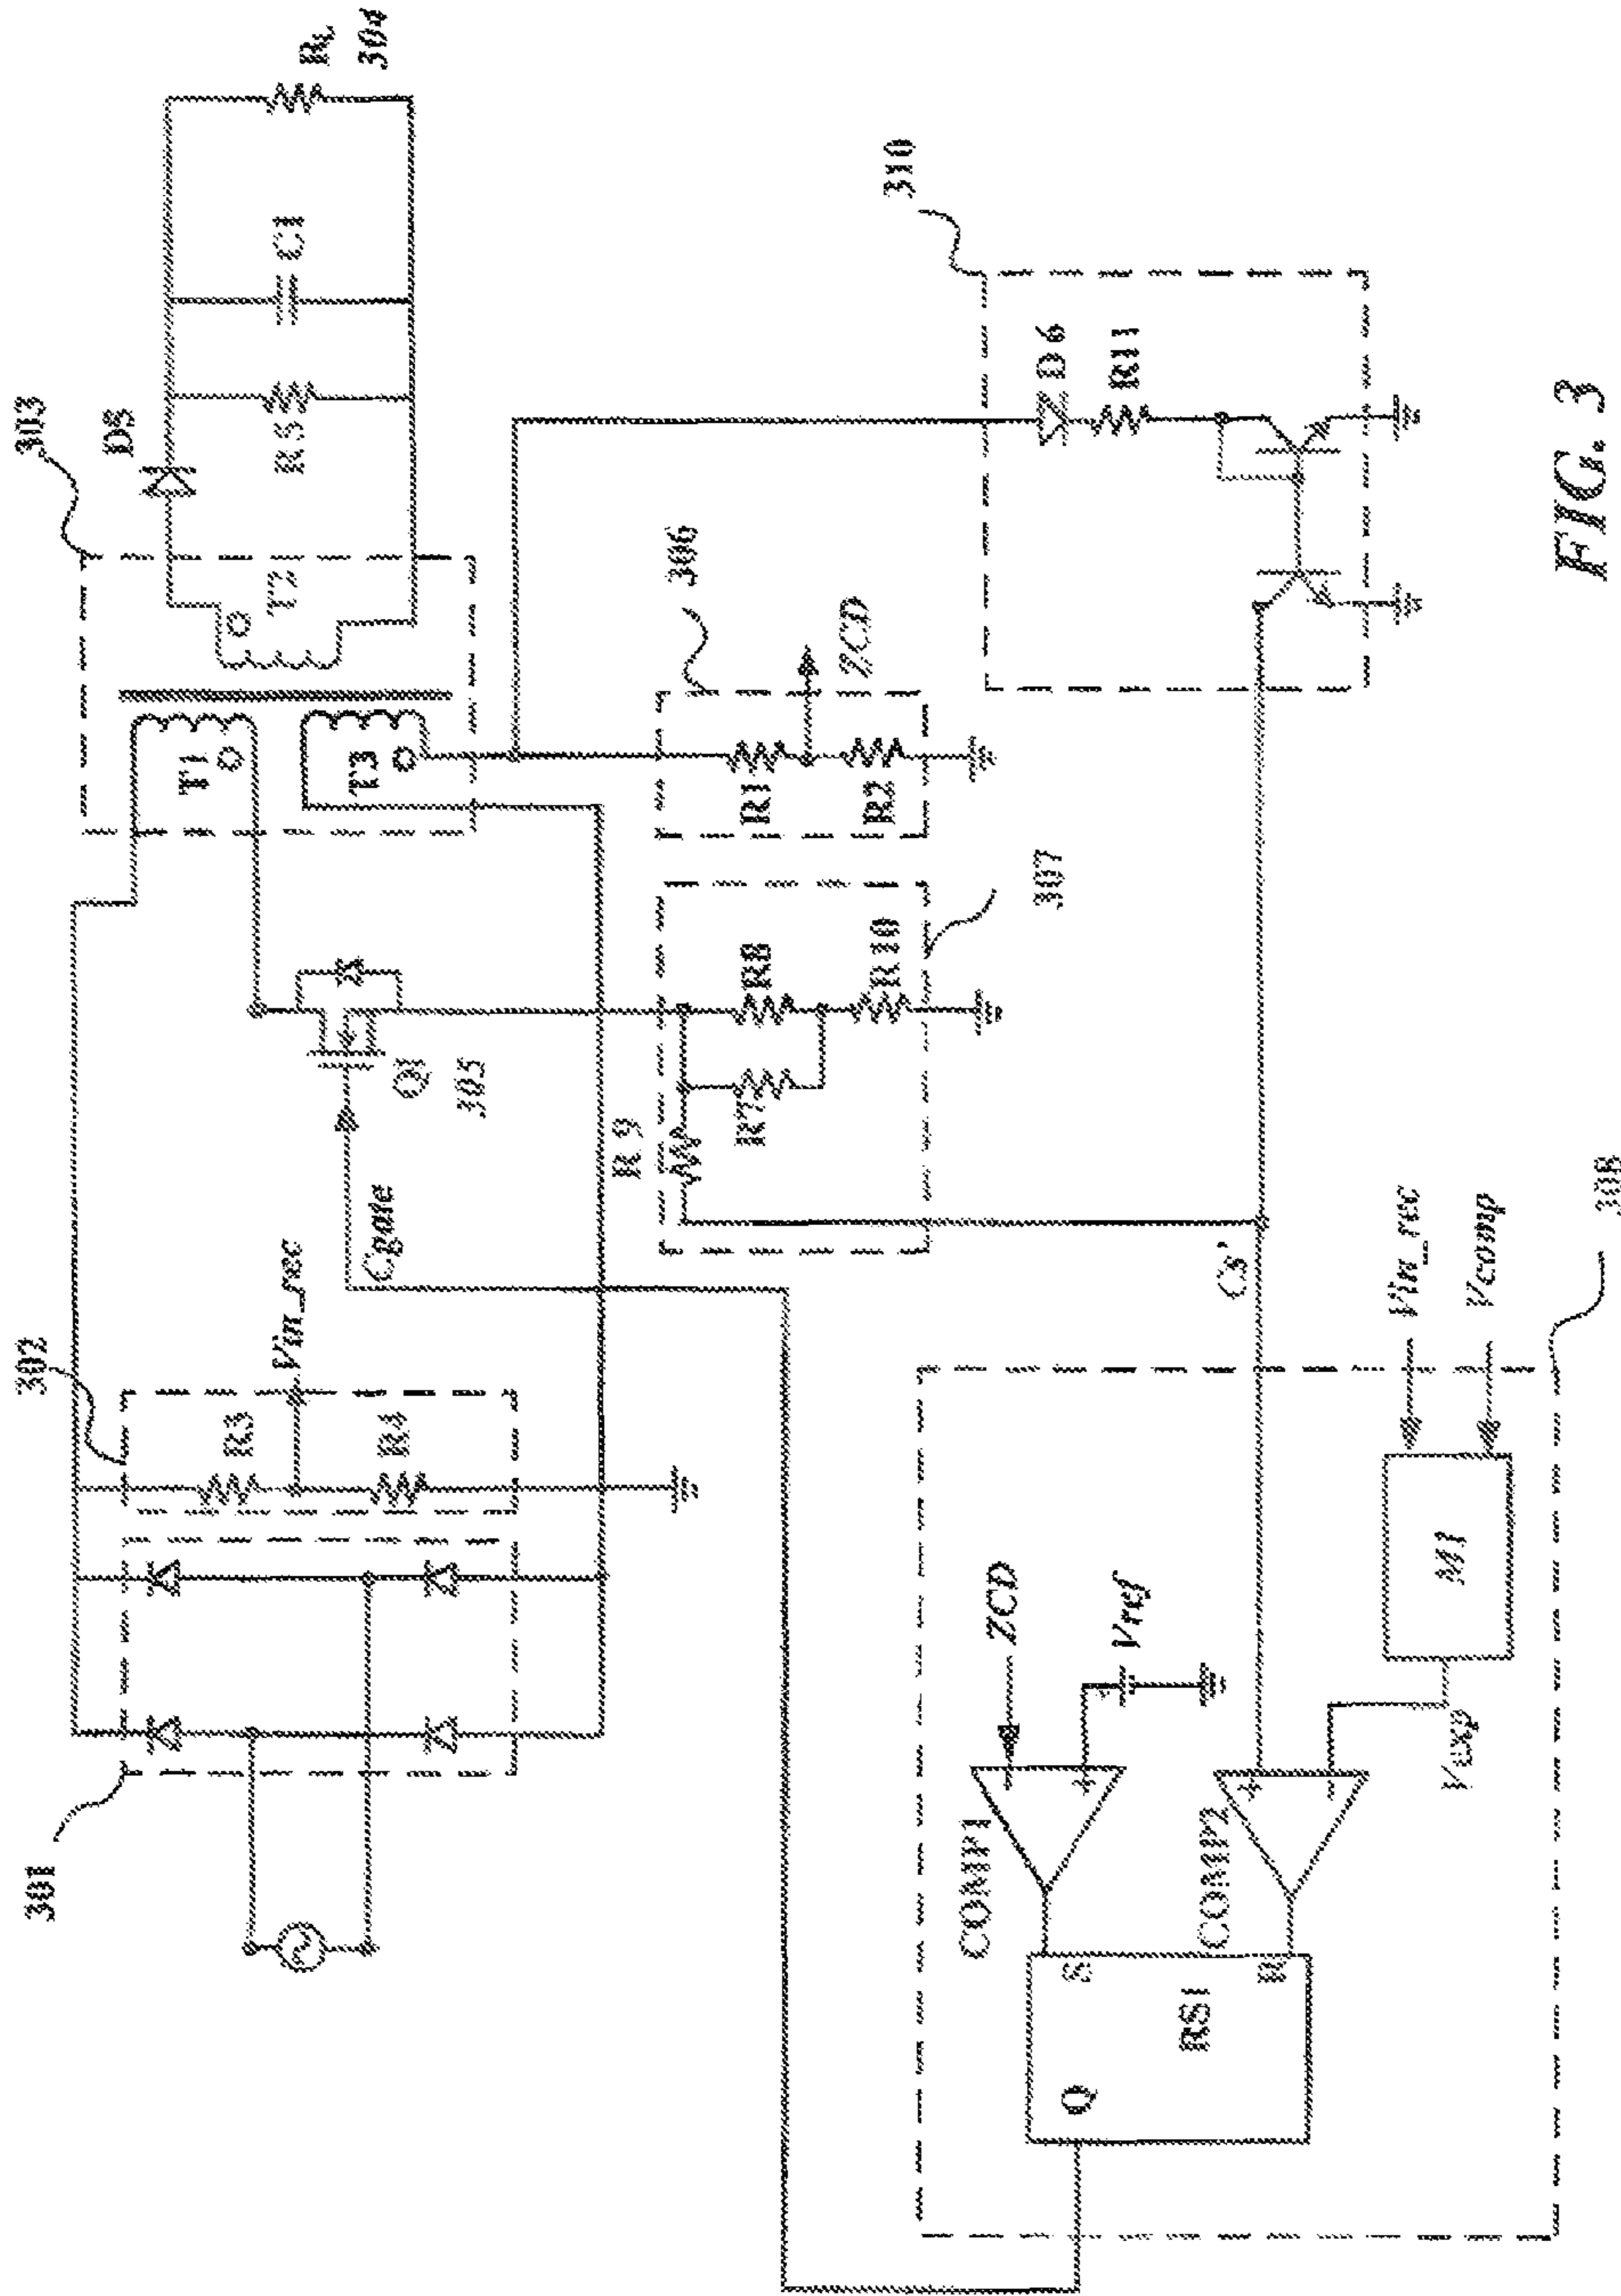 301
302
303
R3
R4
Vin_rec
Cgate
Q1
305
T1
T3
T2
D5
R5
C1
RL
304
306
R1
R2
ZCD
307
R 9
R7
R8
R10
310
D6
R11
Cs'
308
ZCD
Vref
COMP1
COMP2
+
-
S
R
Q
RS1
Vexp
M1
Vin_rec
Vcomp
FIG. 3